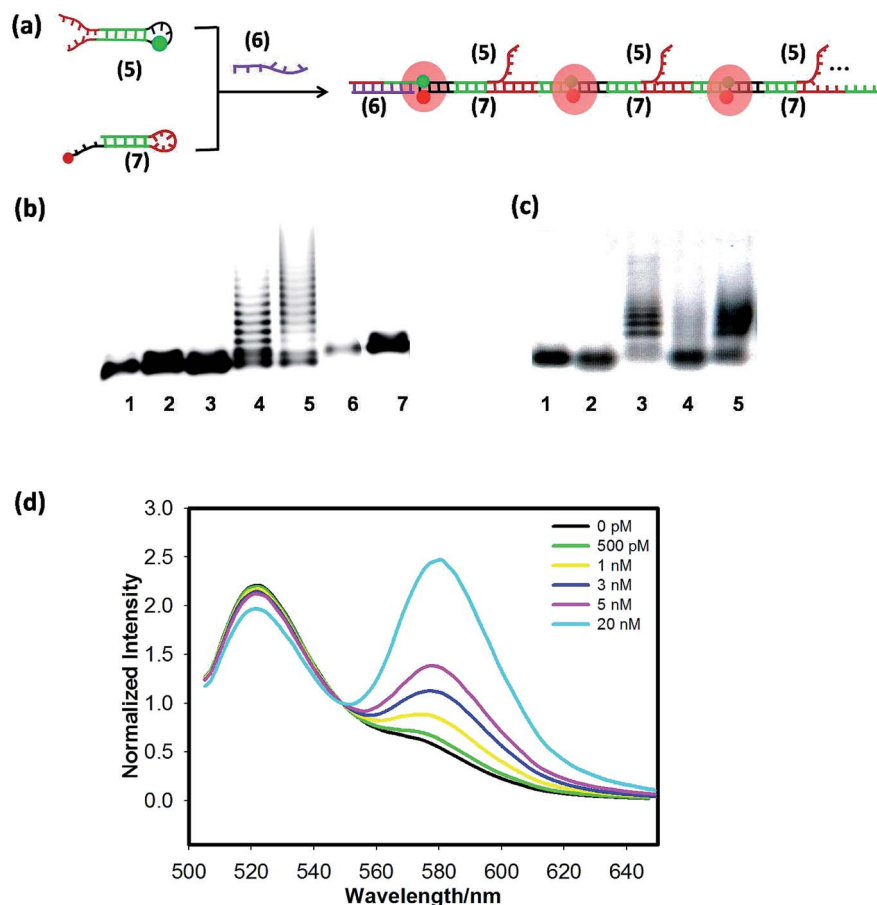 (a)
(5)
(6)
(7)
(5) (5) (5) ...
(6) (7) (7) (7)
(b)
1 2 3 4 5 6 7
(c)
1 2 3 4 5
(d)
Normalized Intensity
3.0
2.5
2.0
1.5
1.0
0.5
0.0
0 pM
500 pM
1 nM
3 nM
5 nM
20 nM
500 520 540 560 580 600 620 640
Wavelength/nm